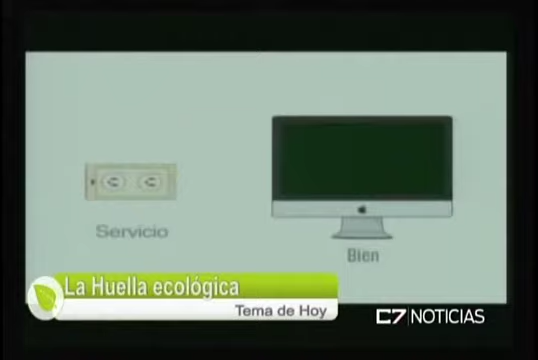 Servicio
Bien
La Huella ecológica
Tema de Hoy
C7 NOTICIAS